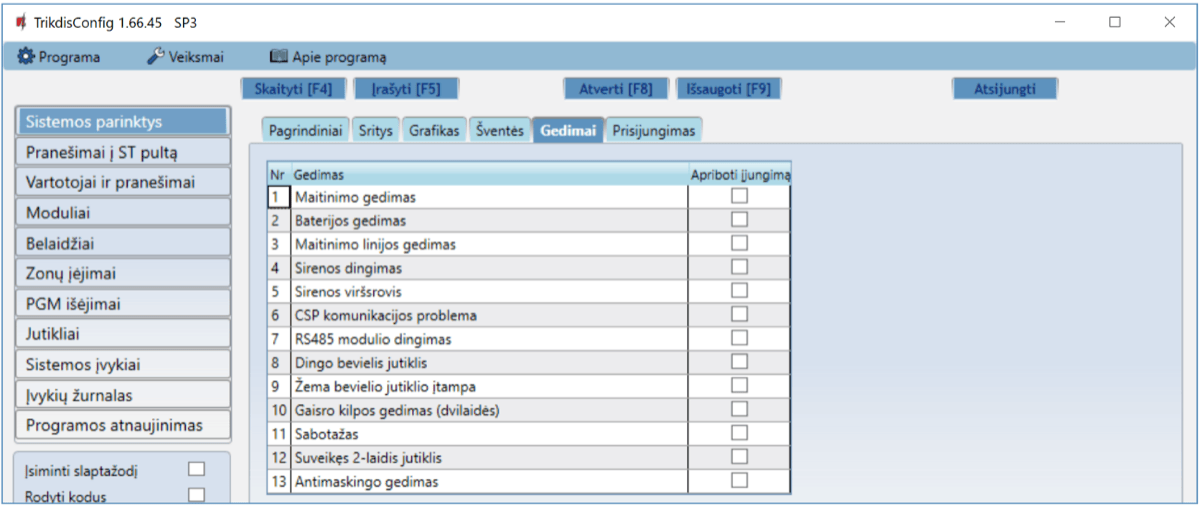 TrikdisConfig 1.66.45 SP3
Programa Veiksmai Apie programą
Skaityti [F4] Įrašyti [F5] Atverti [F8] Išsaugoti [F9] Atsijungti
Sistemos parinktys
Pranešimai į ST pultą
Vartotojai ir pranešimai
Moduliai
Belaidžiai
Zonų įėjimai
PGM išėjimai
Jutikliai
Sistemos įvykiai
Įvykių žurnalas
Programos atnaujinimas
Įsiminti slaptažodį
Rodyti kodus
Pagrindiniai Sritys Grafikas Šventės Gedimai Prisijungimas
Nr Gedimas Apriboti įjungimą
1 Maitinimo gedimas
2 Baterijos gedimas
3 Maitinimo linijos gedimas
4 Sirenos dingimas
5 Sirenos viršsrovis
6 CSP komunikacijos problema
7 RS485 modulio dingimas
8 Dingo bevielis jutiklis
9 Žema bevielio jutiklio įtampa
10 Gaisro kilpos gedimas (dvilaidės)
11 Sabotažas
12 Suveikęs 2-laidis jutiklis
13 Antimaskingo gedimas